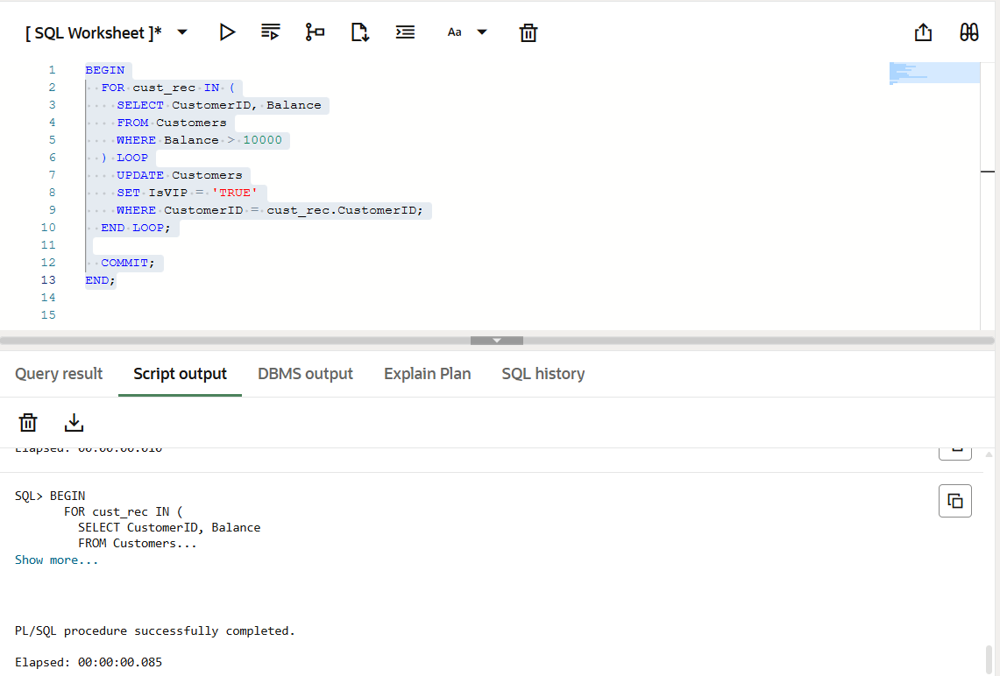 [ SQL Worksheet ]*
Aa
1 BEGIN
2 FOR cust_rec IN (
3 SELECT CustomerID, Balance
4 FROM Customers
5 WHERE Balance > 10000
6 ) LOOP
7 UPDATE Customers
8 SET IsVIP = 'TRUE'
9 WHERE CustomerID = cust_rec.CustomerID;
10 END LOOP;
11
12 COMMIT;
13 END;
14
15
Query result Script output DBMS output Explain Plan SQL history
Elapsed: 00:00:00.016
SQL> BEGIN
FOR cust_rec IN (
SELECT CustomerID, Balance
FROM Customers...
Show more...
PL/SQL procedure successfully completed.
Elapsed: 00:00:00.085